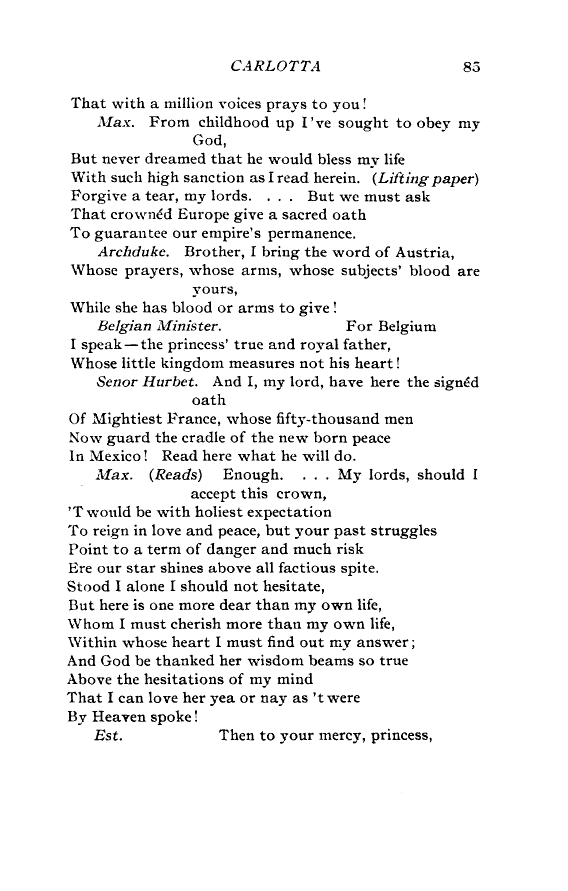 CARLOTTA 85
That with a million voices prays to you!
Max. From childhood up I've sought to obey my
God,
But never dreamed that he would bless my life
With such high sanction as I read herein. (Lifting paper)
Forgive a tear, my lords. . . . But we must ask
That crownéd Europe give a sacred oath
To guarantee our empire's permanence.
Archduke. Brother, I bring the word of Austria,
Whose prayers, whose arms, whose subjects' blood are
yours,
While she has blood or arms to give!
Belgian Minister. For Belgium
I speak—the princess' true and royal father,
Whose little kingdom measures not his heart!
Senor Hurbet. And I, my lord, have here the signéd
oath
Of Mightiest France, whose fifty-thousand men
Now guard the cradle of the new born peace
In Mexico! Read here what he will do.
Max. (Reads) Enough. . . . My lords, should I
accept this crown,
'T would be with holiest expectation
To reign in love and peace, but your past struggles
Point to a term of danger and much risk
Ere our star shines above all factious spite.
Stood I alone I should not hesitate,
But here is one more dear than my own life,
Whom I must cherish more than my own life,
Within whose heart I must find out my answer;
And God be thanked her wisdom beams so true
Above the hesitations of my mind
That I can love her yea or nay as 't were
By Heaven spoke!
Est. Then to your mercy, princess,